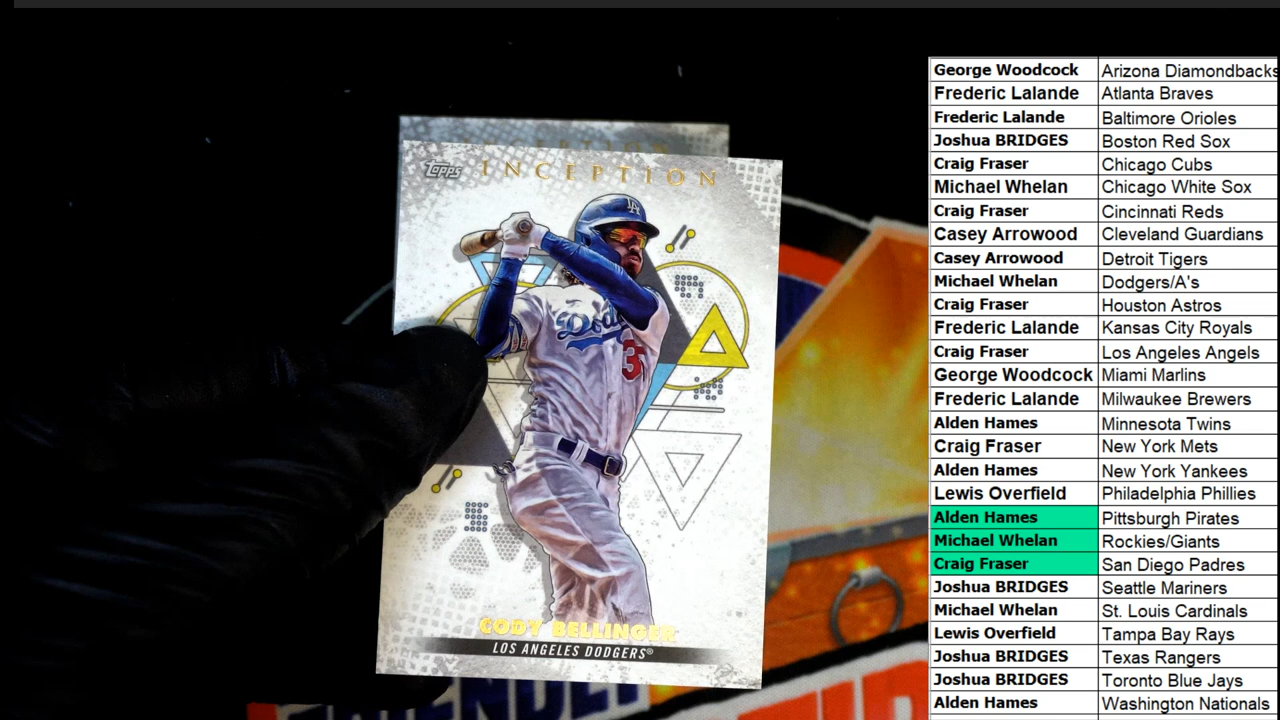 INCEPTION
Topps
INCEPTION
LA
Dod
CODY BELLINGER
LOS ANGELES DODGERS®
George Woodcock Arizona Diamondbacks
Frederic Lalande Atlanta Braves
Frederic Lalande Baltimore Orioles
Joshua BRIDGES Boston Red Sox
Craig Fraser Chicago Cubs
Michael Whelan Chicago White Sox
Craig Fraser Cincinnati Reds
Casey Arrowood Cleveland Guardians
Casey Arrowood Detroit Tigers
Michael Whelan Dodgers/A's
Craig Fraser Houston Astros
Frederic Lalande Kansas City Royals
Craig Fraser Los Angeles Angels
George Woodcock Miami Marlins
Frederic Lalande Milwaukee Brewers
Alden Hames Minnesota Twins
Craig Fraser New York Mets
Alden Hames New York Yankees
Lewis Overfield Philadelphia Phillies
Alden Hames Pittsburgh Pirates
Michael Whelan Rockies/Giants
Craig Fraser San Diego Padres
Joshua BRIDGES Seattle Mariners
Michael Whelan St. Louis Cardinals
Lewis Overfield Tampa Bay Rays
Joshua BRIDGES Texas Rangers
Joshua BRIDGES Toronto Blue Jays
Alden Hames Washington Nationals